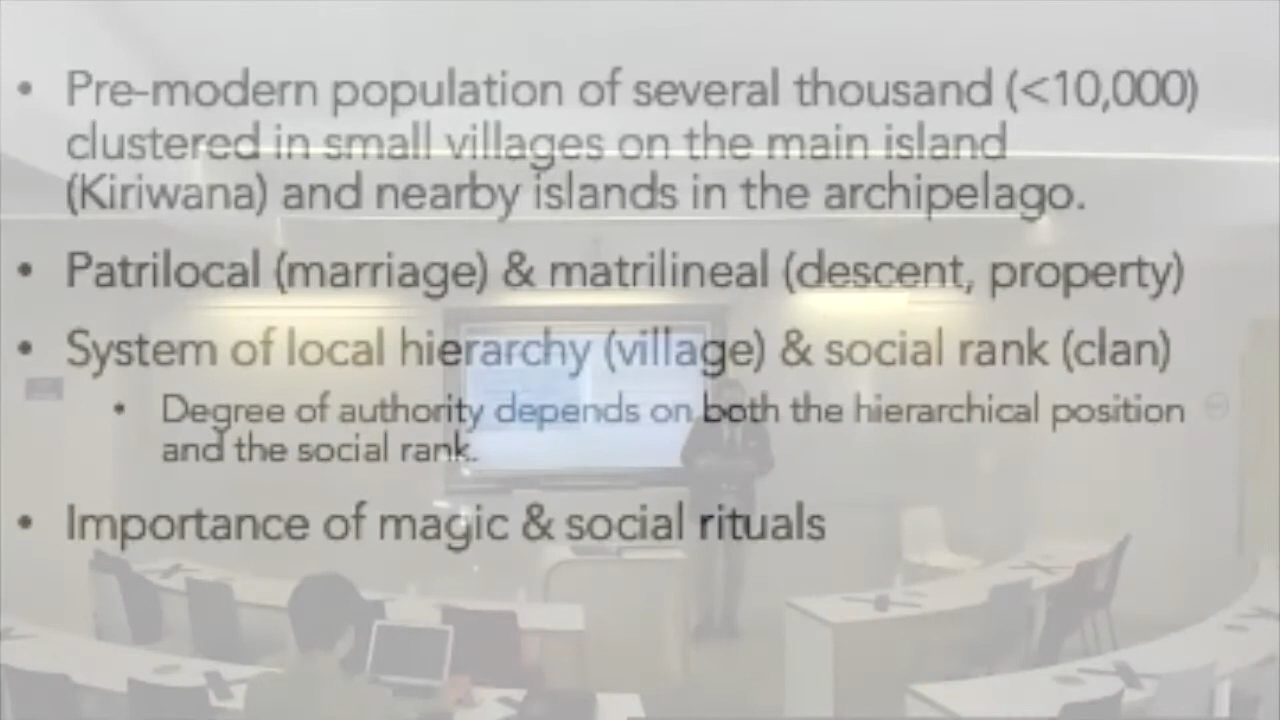 • Pre-modern population of several thousand (<10,000)
clustered in small villages on the main island
(Kiriwana) and nearby islands in the archipelago.
• Patrilocal (marriage) & matrilineal (descent, property)
• System of local hierarchy (village) & social rank (clan)
• Degree of authority depends on both the hierarchical position
and the social rank.
• Importance of magic & social rituals